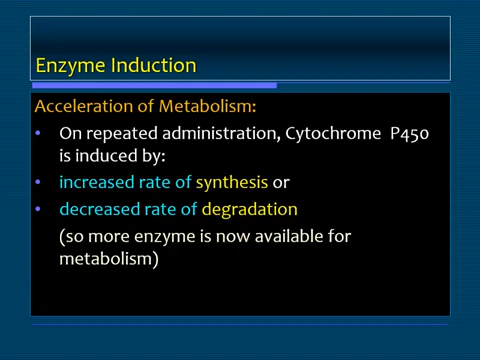 Enzyme Induction
Acceleration of Metabolism:
• On repeated administration, Cytochrome P450
is induced by:
• increased rate of synthesis or
• decreased rate of degradation
(so more enzyme is now available for
metabolism)